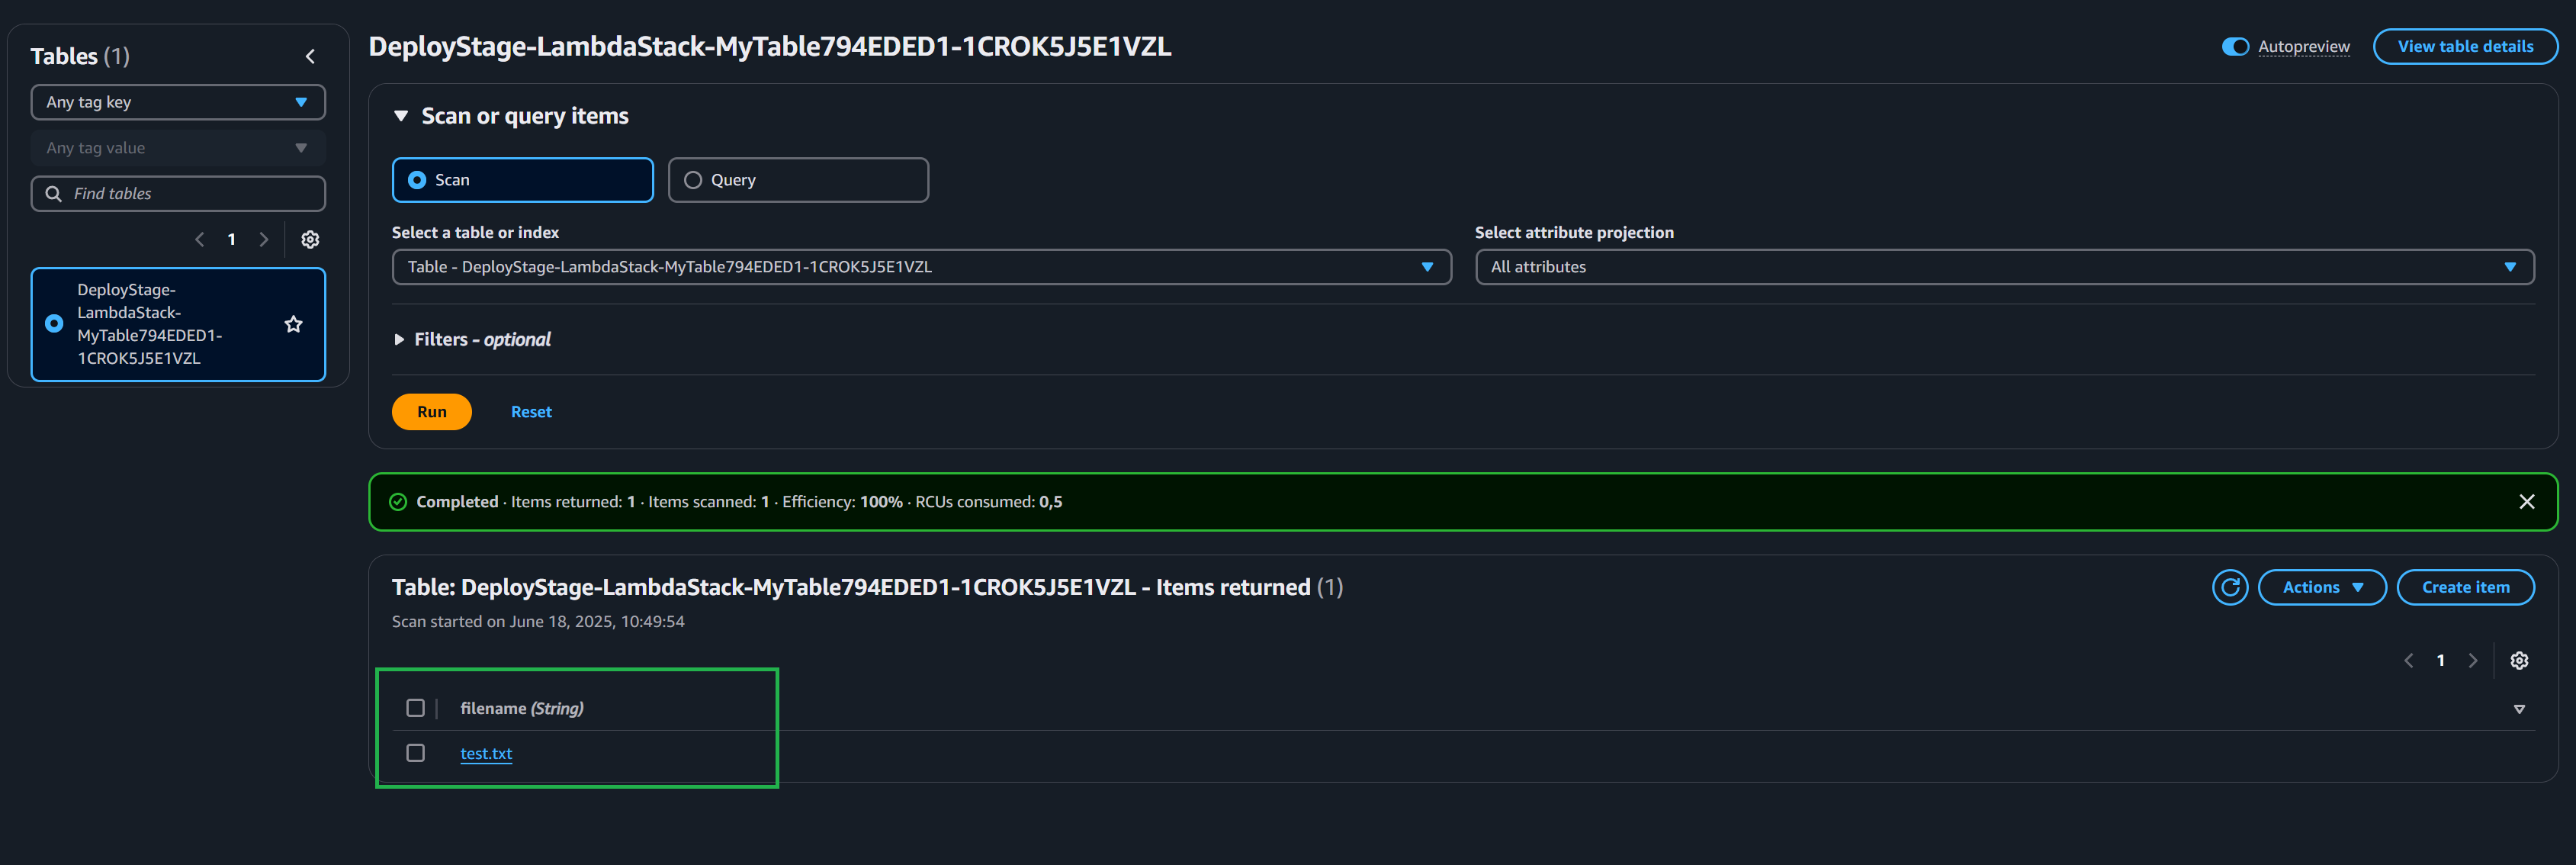 Tables (1)
Any tag key
Any tag value
Find tables
1
DeployStage-
LambdaStack-
MyTable794EDED1-
1CROK5J5E1VZL
DeployStage-LambdaStack-MyTable794EDED1-1CROK5J5E1VZL
Autopreview
View table details
Scan or query items
Scan
Query
Select a table or index
Select attribute projection
Table - DeployStage-LambdaStack-MyTable794EDED1-1CROK5J5E1VZL
All attributes
Filters - optional
Run
Reset
Completed · Items returned: 1 · Items scanned: 1 · Efficiency: 100% · RCUs consumed: 0,5
Table: DeployStage-LambdaStack-MyTable794EDED1-1CROK5J5E1VZL - Items returned (1)
Actions
Create item
Scan started on June 18, 2025, 10:49:54
1
filename (String)
test.txt